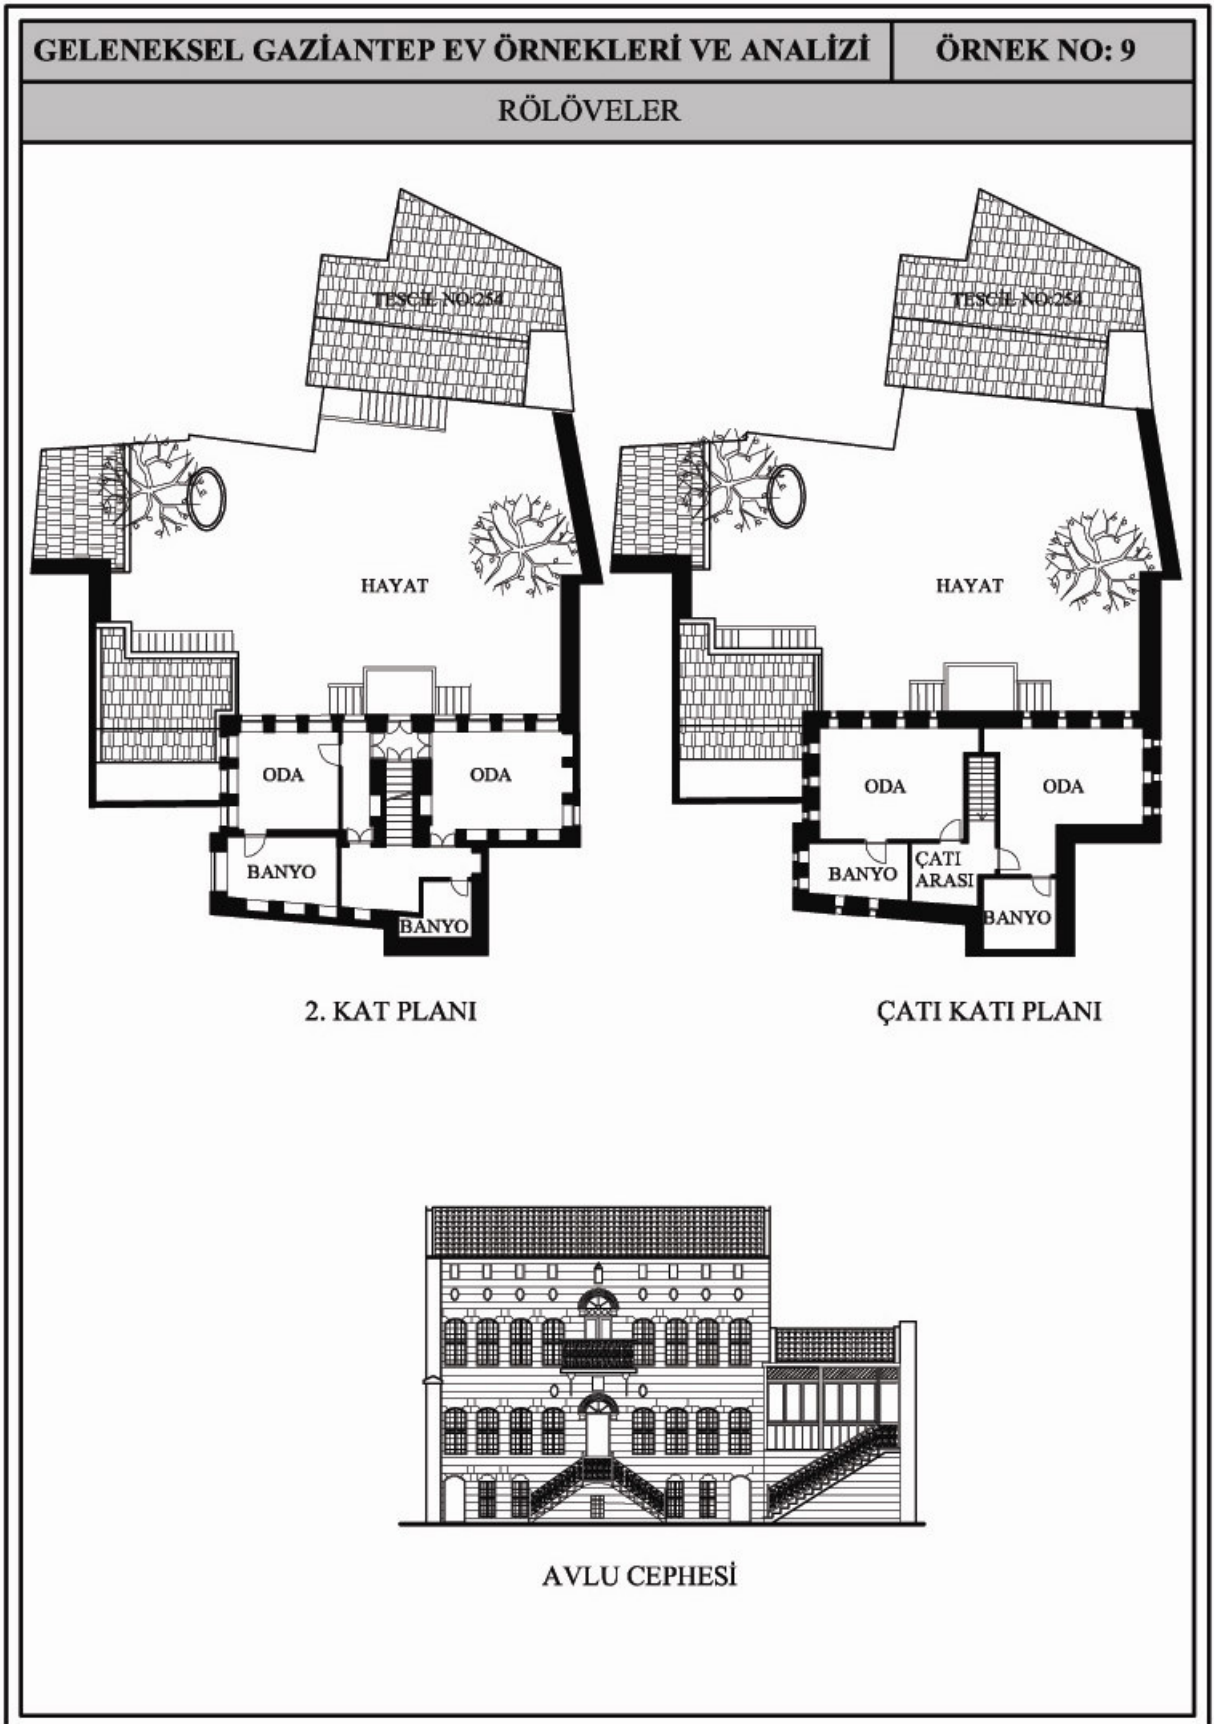 GELENEKSEL GAZİANTEP EV ÖRNEKLERİ VE ANALİZİ
ÖRNEK NO: 9
RÖLÖVELER
TESCİL NO:254
HAYAT
ODA
ODA
BANYO
BANYO
2. KAT PLANI
TESCİL NO:254
HAYAT
ODA
ODA
BANYO
ÇATI
ARASI
BANYO
ÇATI KATI PLANI
AVLU CEPHESİ